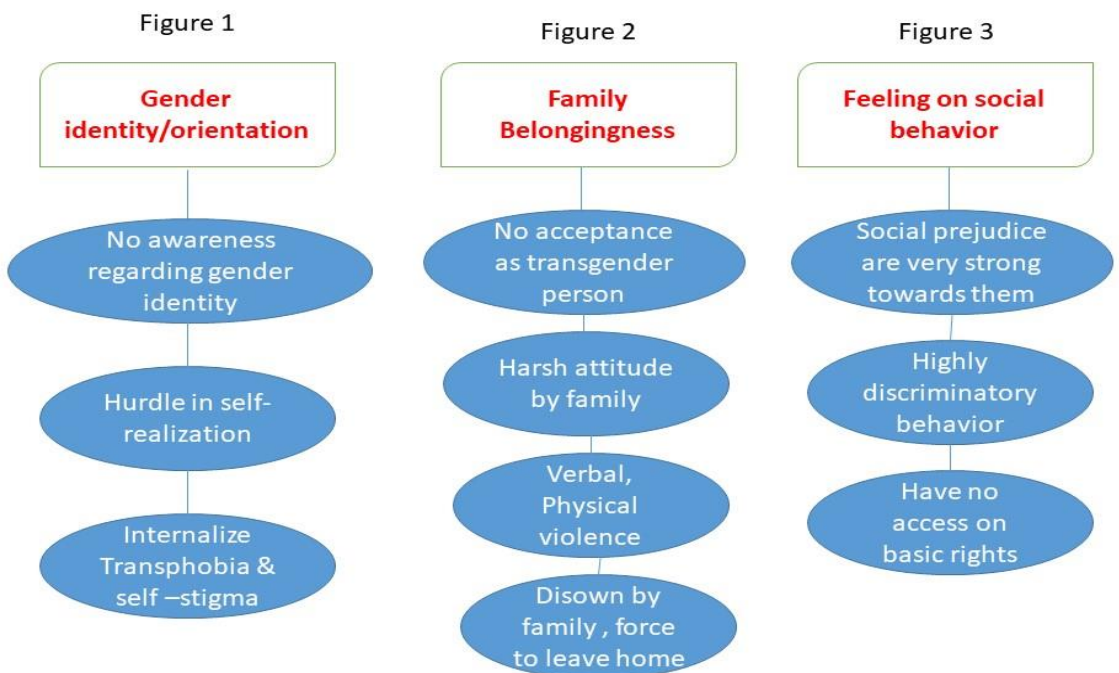 Figure 1
Gender
identity/orientation
No awareness
regarding gender
identity
Hurdle in self-
realization
Internalize
Transphobia &
self –stigma
Figure 2
Family
Belongingness
No acceptance
as transgender
person
Harsh attitude
by family
Verbal,
Physical
violence
Disown by
family , force
to leave home
Figure 3
Feeling on social
behavior
Social prejudice
are very strong
towards them
Highly
discriminatory
behavior
Have no
access on
basic rights